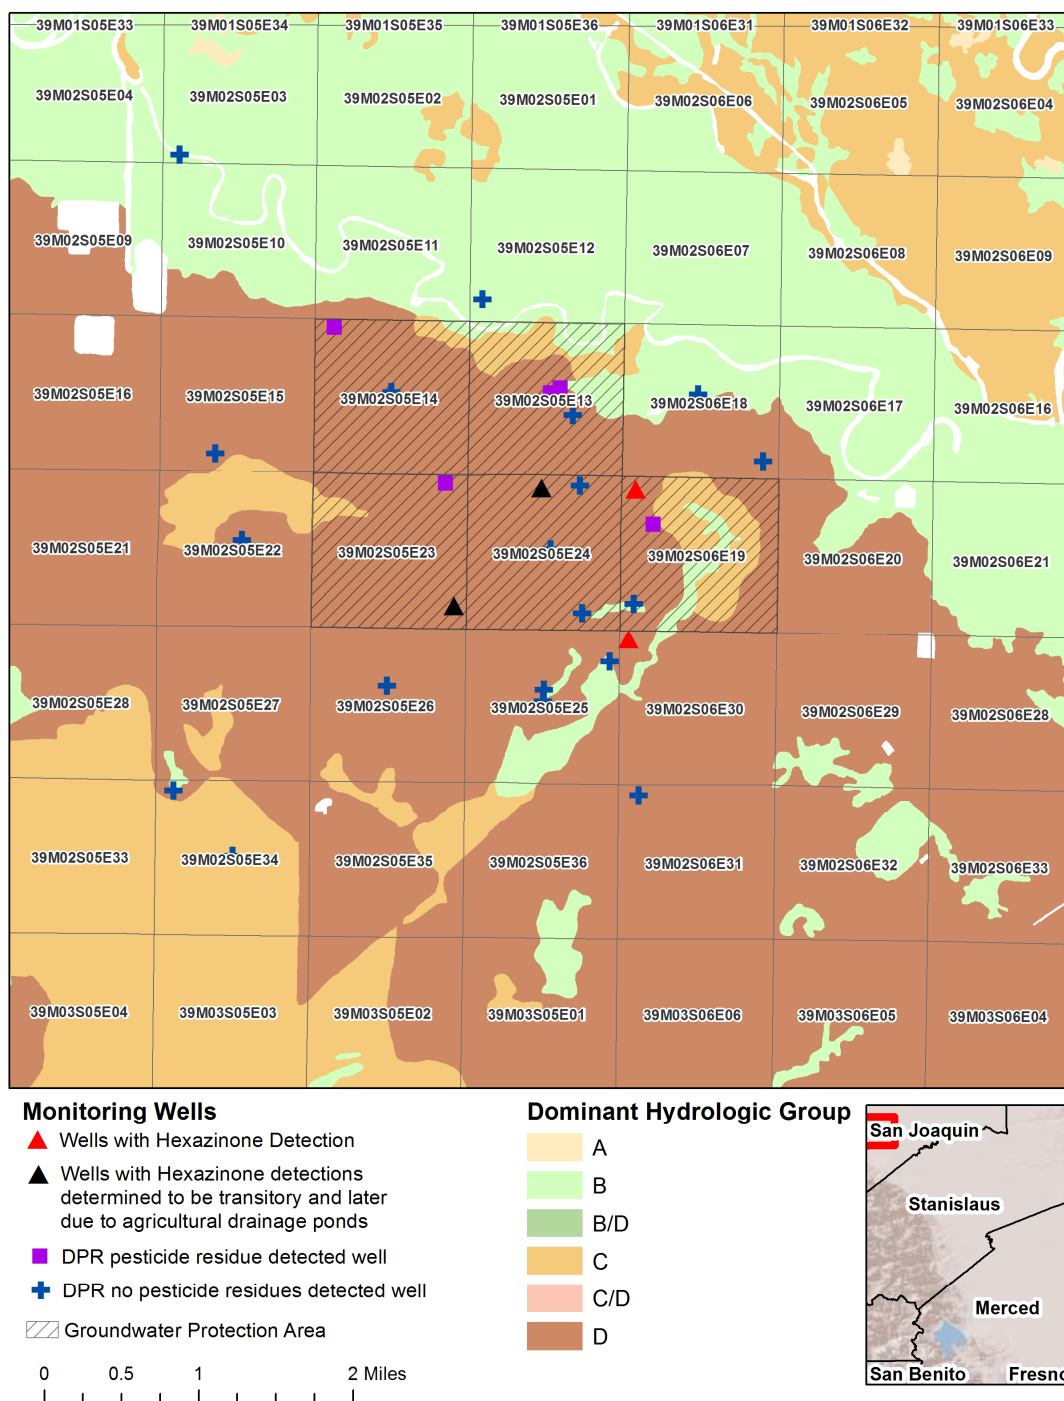 39M01S05E33 39M01S05E34 39M01S05E35 39M01S05E36 39M01S06E31 39M01S06E32 39M01S06E33
39M02S05E04 39M02S05E03 39M02S05E02 39M02S05E01 39M02S06E06 39M02S06E05 39M02S06E04
39M02S05E09 39M02S05E10 39M02S05E11 39M02S05E12 39M02S06E07 39M02S06E08 39M02S06E09
39M02S05E16 39M02S05E15 39M02S05E14 39M02S05E13 39M02S06E18 39M02S06E17 39M02S06E16
39M02S05E21 39M02S05E22 39M02S05E23 39M02S05E24 39M02S06E19 39M02S06E20 39M02S06E21
39M02S05E28 39M02S05E27 39M02S05E26 39M02S05E25 39M02S06E30 39M02S06E29 39M02S06E28
39M02S05E33 39M02S05E34 39M02S05E35 39M02S05E36 39M02S06E31 39M02S06E32 39M02S06E33
39M03S05E04 39M03S05E03 39M03S05E02 39M03S05E01 39M03S06E06 39M03S06E05 39M03S06E04
Monitoring Wells
Wells with Hexazinone Detection
Wells with Hexazinone detections
determined to be transitory and later
due to agricultural drainage ponds
DPR pesticide residue detected well
DPR no pesticide residues detected well
Groundwater Protection Area
0 0.5 1 2 Miles
Dominant Hydrologic Group
A
B
B/D
C
C/D
D
San Joaquin
Stanislaus
Merced
San Benito Fresno